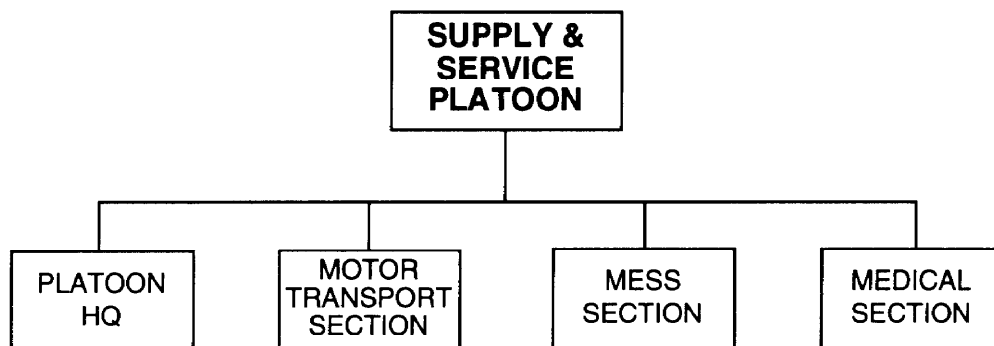 SUPPLY &
SERVICE
PLATOON
PLATOON
HQ
MOTOR
TRANSPORT
SECTION
MESS
SECTION
MEDICAL
SECTION